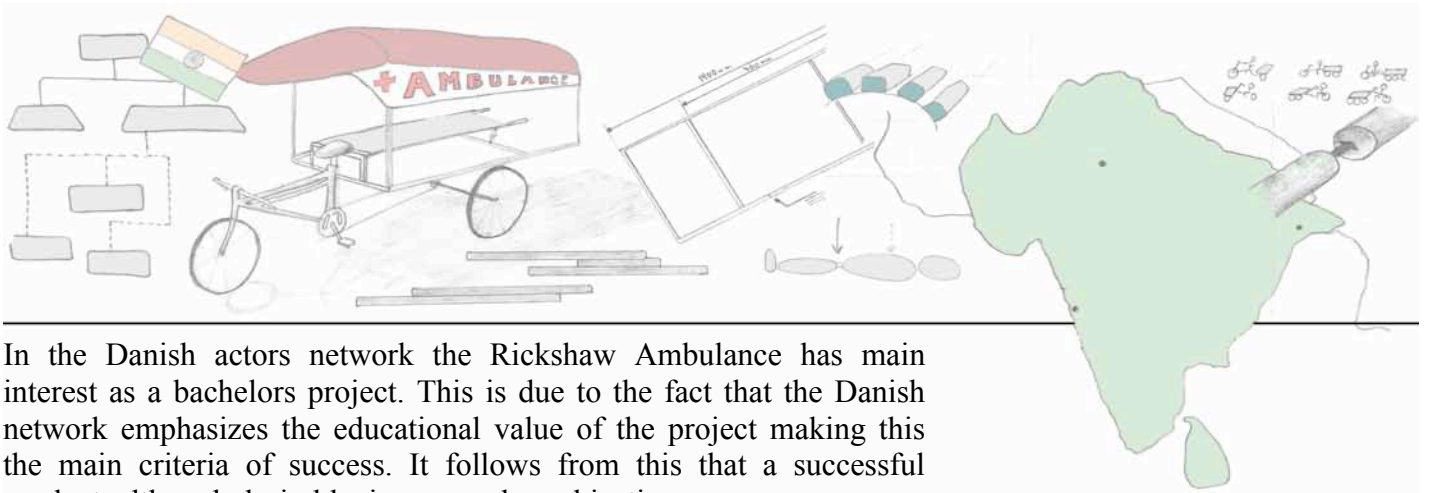 +AMBULANCE
1900mm
In the Danish actors network the Rickshaw Ambulance has main
interest as a bachelors project. This is due to the fact that the Danish
network emphasizes the educational value of the project making this
the main criteria of success. It follows from this that a successful